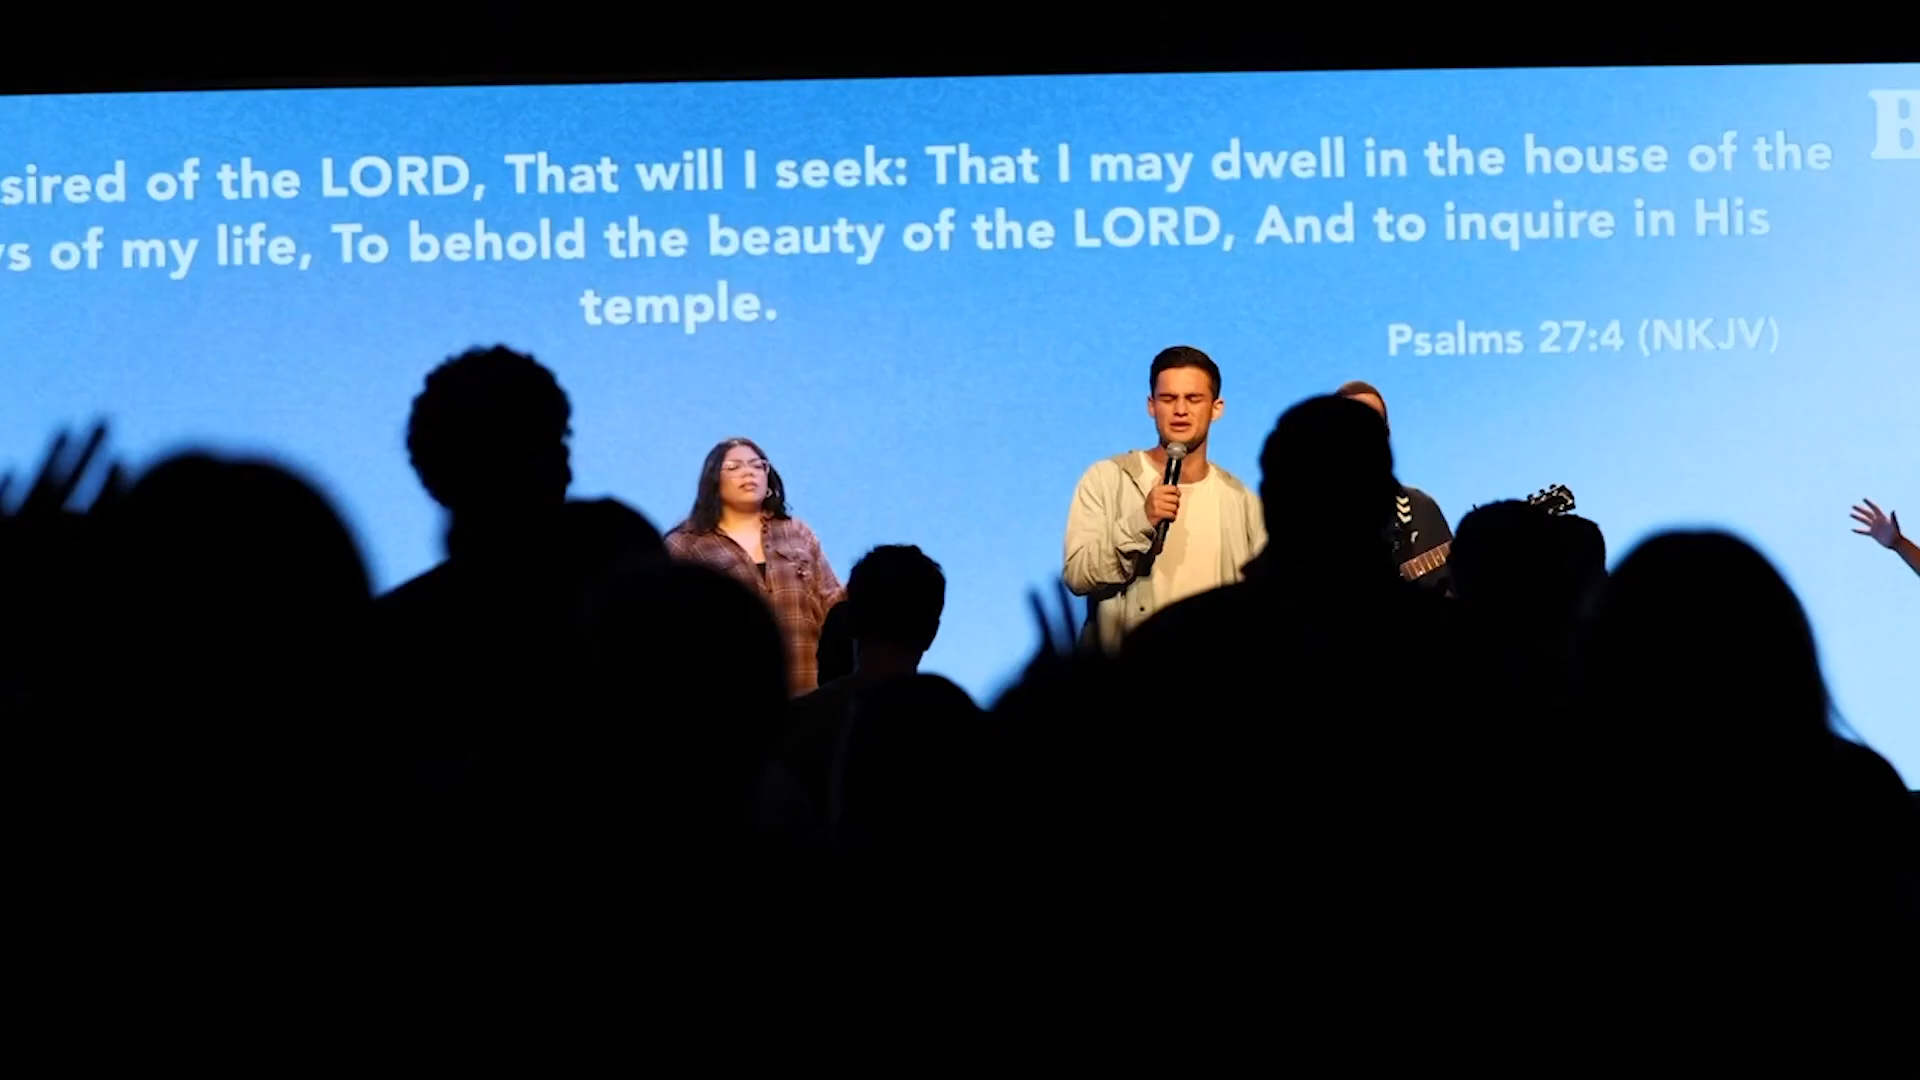 sired of the LORD, That will I seek: That I may dwell in the house of the
s of my life, To behold the beauty of the LORD, And to inquire in His
temple.
Psalms 27:4 (NKJV)
B